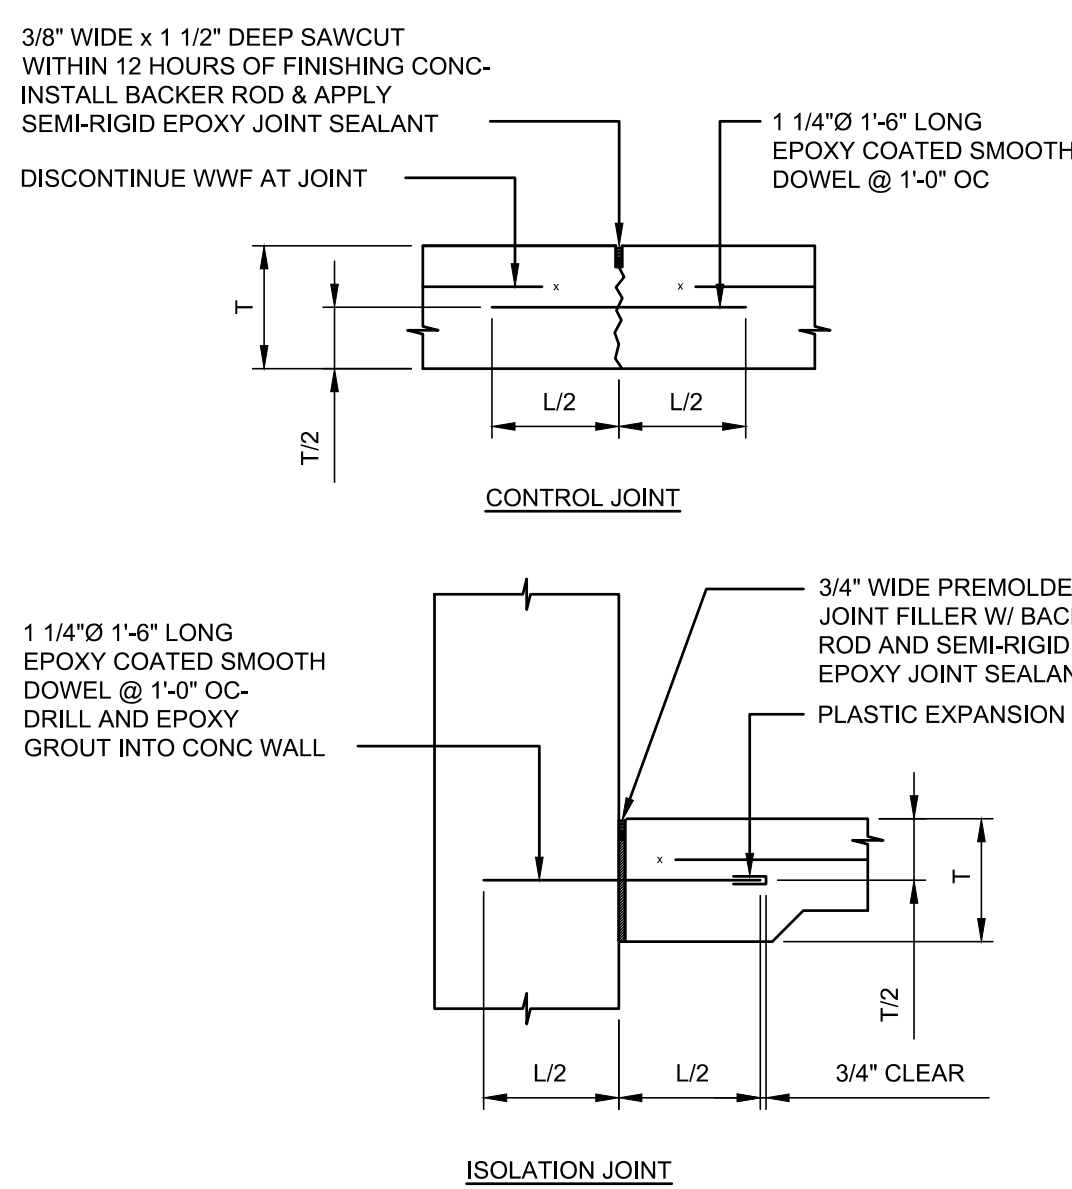 3/8" WIDE x 1 1/2" DEEP SAWCUT
WITHIN 12 HOURS OF FINISHING CONC-
INSTALL BACKER ROD & APPLY
SEMI-RIGID EPOXY JOINT SEALANT
DISCONTINUE WWF AT JOINT
1 1/4"Ø 1'-6" LONG
EPOXY COATED SMOOTH
DOWEL @ 1'-0" OC
x
x
T
T/2
L/2
L/2
CONTROL JOINT
1 1/4"Ø 1'-6" LONG
EPOXY COATED SMOOTH
DOWEL @ 1'-0" OC-
DRILL AND EPOXY
GROUT INTO CONC WALL
3/4" WIDE
JOINT FILLER W/
ROD AND SEMI-RIGID
EPOXY JOINT
PLASTIC EXPANSION
x
T
T/2
L/2
L/2
3/4" CLEAR
ISOLATION JOINT